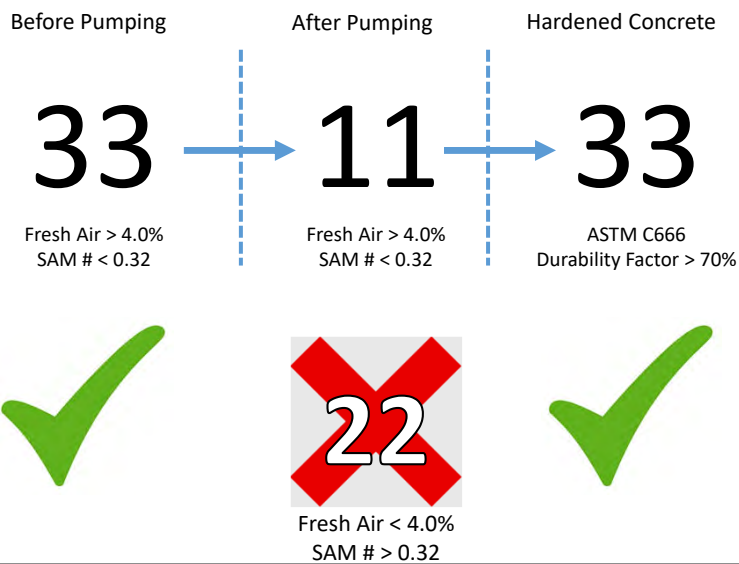 Before Pumping
After Pumping
Hardened Concrete
33
11
33
Fresh Air > 4.0%
SAM # < 0.32
Fresh Air > 4.0%
SAM # < 0.32
ASTM C666
Durability Factor > 70%
22
Fresh Air < 4.0%
SAM # > 0.32